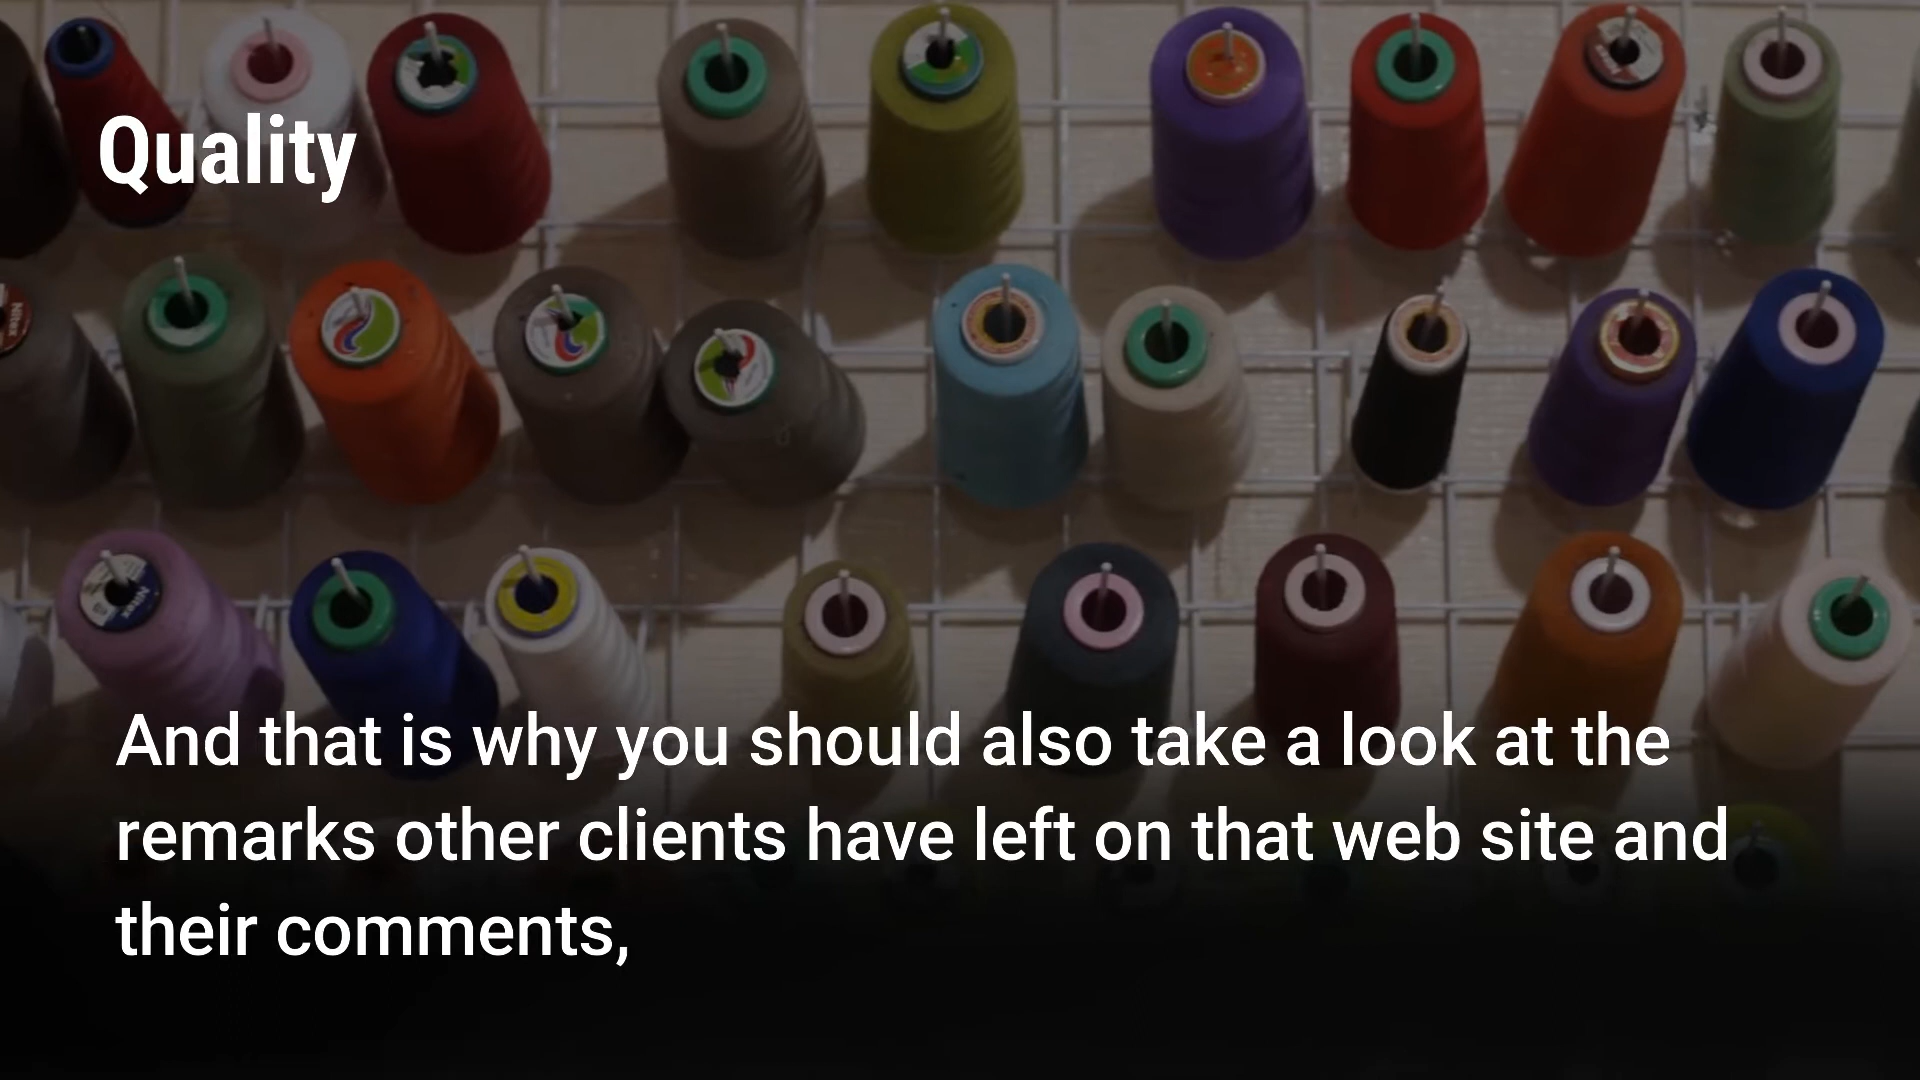 Quality
And that is why you should also take a look at the
remarks other clients have left on that web site and
their comments,